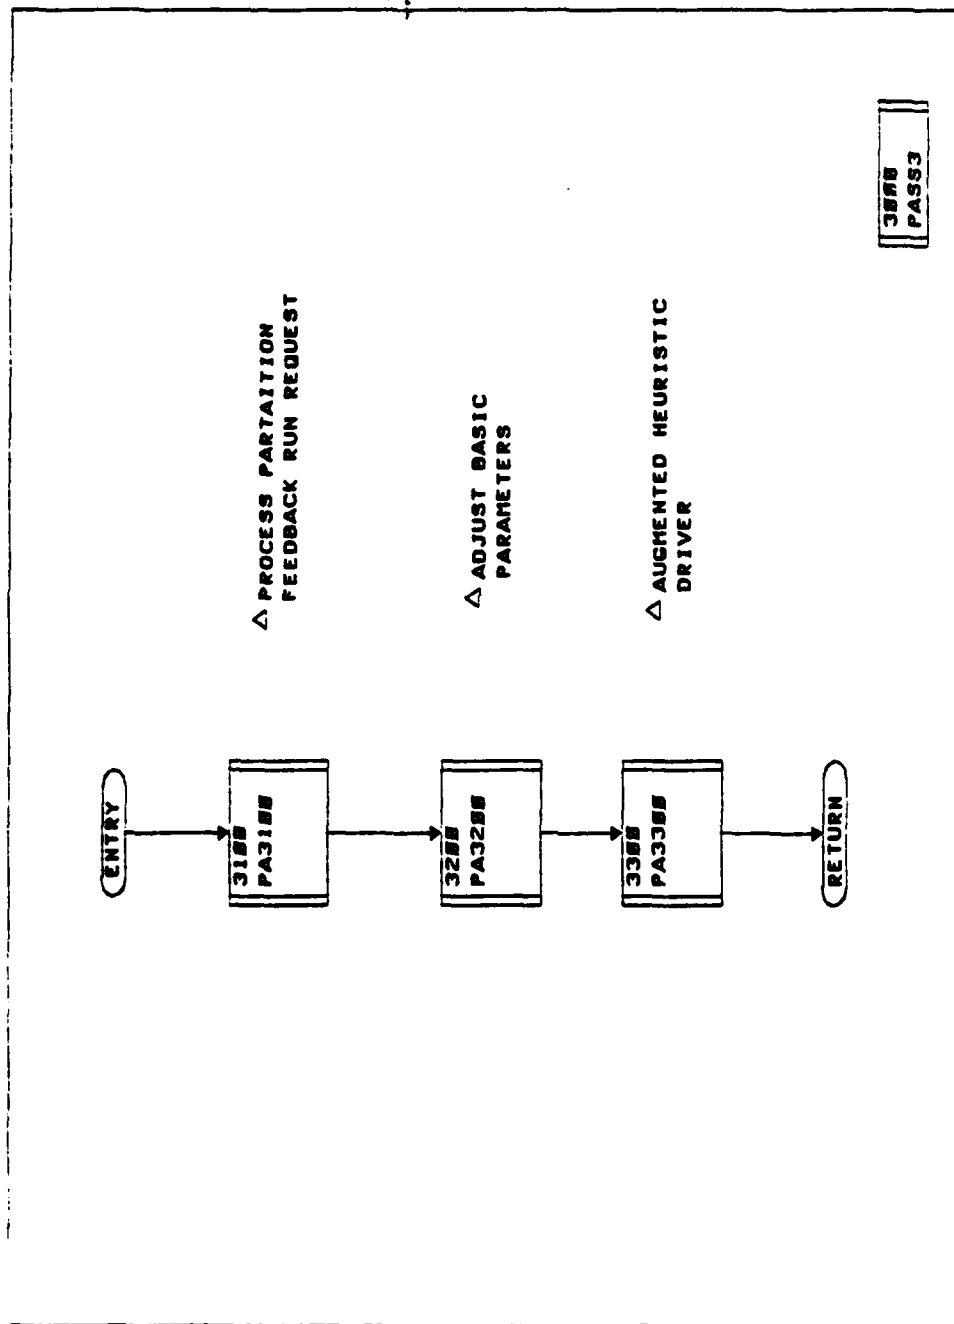 ENTRY
3100
PA3100
△ PROCESS PARTAITION
FEEDBACK RUN REQUEST
3200
PA3200
△ ADJUST BASIC
PARAMETERS
3300
PA3300
△ AUGMENTED HEURISTIC
DRIVER
RETURN
3000
PASS3